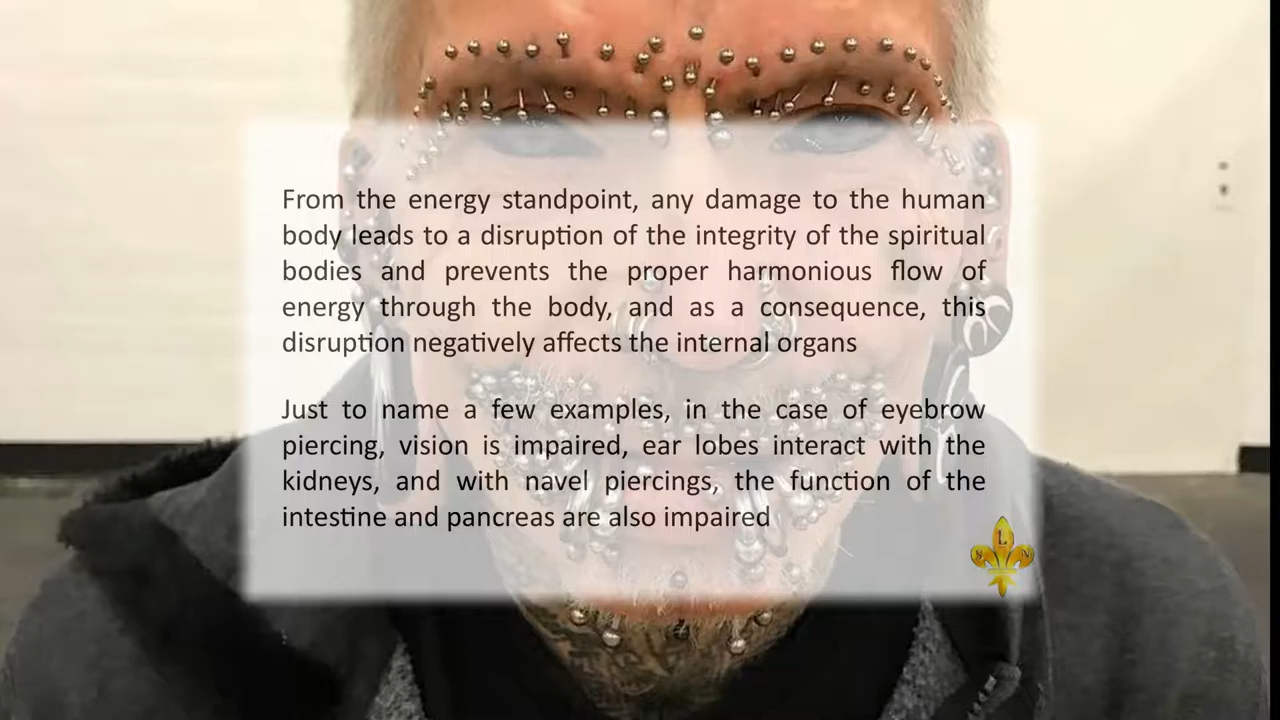 From the energy standpoint, any damage to the human
body leads to a disruption of the integrity of the spiritual
bodies and prevents the proper harmonious flow of
energy through the body, and as a consequence, this
disruption negatively affects the internal organs
Just to name a few examples, in the case of eyebrow
piercing, vision is impaired, ear lobes interact with the
kidneys, and with navel piercings, the function of the
intestine and pancreas are also impaired
L
N